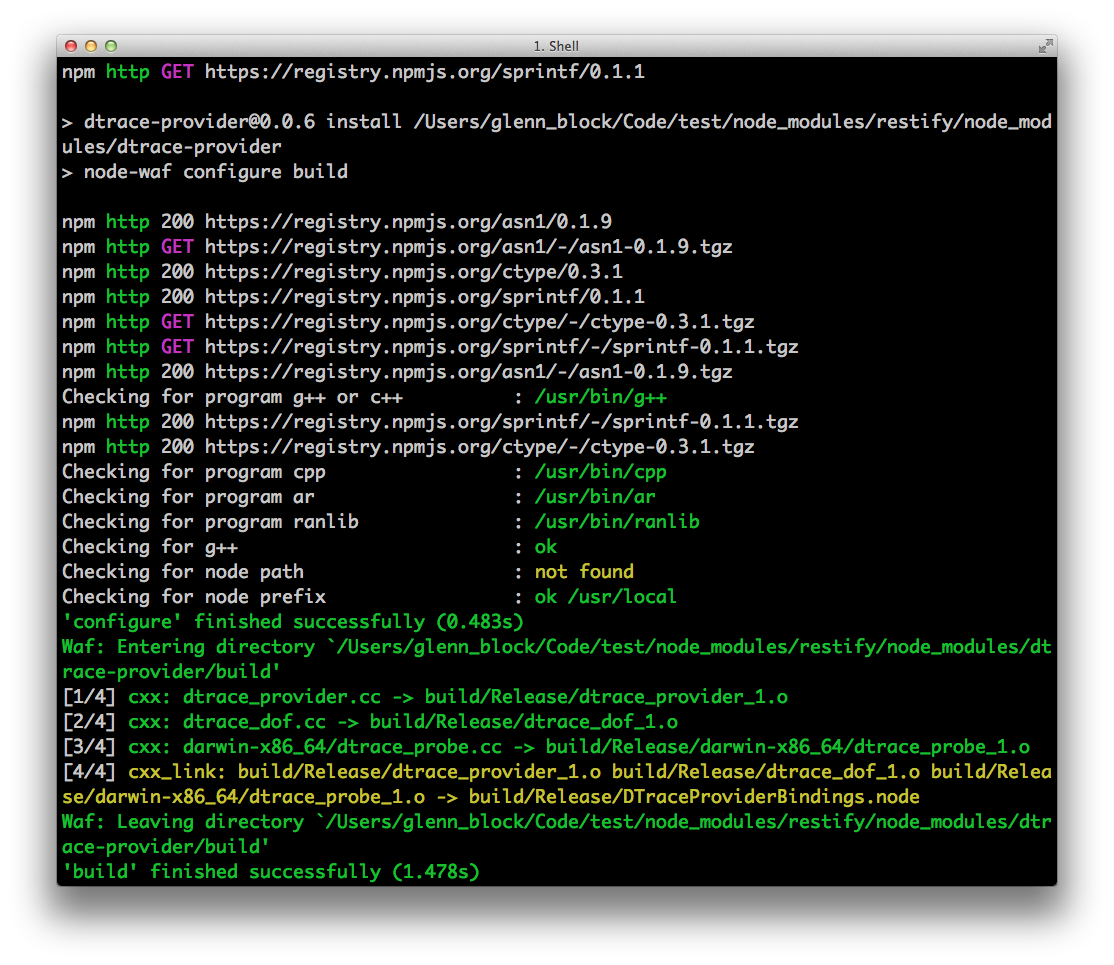 1. Shell
npm http GET https://registry.npmjs.org/sprintf/0.1.1
> dtrace-provider@0.0.6 install /Users/glenn_block/Code/test/node_modules/restify/node_mod
ules/dtrace-provider
> node-waf configure build
npm http 200 https://registry.npmjs.org/asn1/0.1.9
npm http GET https://registry.npmjs.org/asn1/-/asn1-0.1.9.tgz
npm http 200 https://registry.npmjs.org/ctype/0.3.1
npm http 200 https://registry.npmjs.org/sprintf/0.1.1
npm http GET https://registry.npmjs.org/ctype/-/ctype-0.3.1.tgz
npm http GET https://registry.npmjs.org/sprintf/-/sprintf-0.1.1.tgz
npm http 200 https://registry.npmjs.org/asn1/-/asn1-0.1.9.tgz
Checking for program g++ or c++ : /usr/bin/g++
npm http 200 https://registry.npmjs.org/sprintf/-/sprintf-0.1.1.tgz
npm http 200 https://registry.npmjs.org/ctype/-/ctype-0.3.1.tgz
Checking for program cpp : /usr/bin/cpp
Checking for program ar : /usr/bin/ar
Checking for program ranlib : /usr/bin/ranlib
Checking for g++ : ok
Checking for node path : not found
Checking for node prefix : ok /usr/local
'configure' finished successfully (0.483s)
Waf: Entering directory `/Users/glenn_block/Code/test/node_modules/restify/node_modules/dt
race-provider/build'
[1/4] cxx: dtrace_provider.cc -> build/Release/dtrace_provider_1.o
[2/4] cxx: dtrace_dof.cc -> build/Release/dtrace_dof_1.o
[3/4] cxx: darwin-x86_64/dtrace_probe.cc -> build/Release/darwin-x86_64/dtrace_probe_1.o
[4/4] cxx_link: build/Release/dtrace_provider_1.o build/Release/dtrace_dof_1.o build/Relea
se/darwin-x86_64/dtrace_probe_1.o -> build/Release/DTraceProviderBindings.node
Waf: Leaving directory `/Users/glenn_block/Code/test/node_modules/restify/node_modules/dtr
ace-provider/build'
'build' finished successfully (1.478s)